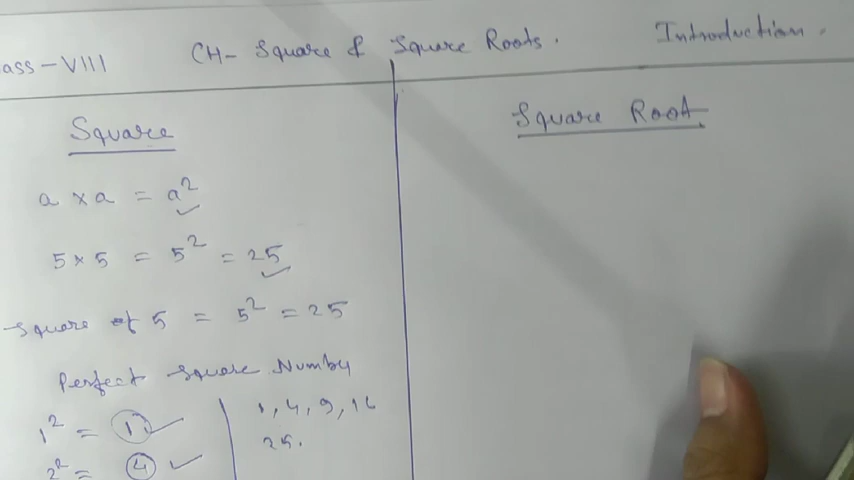 ass-VIII CH- Square & Square Roots. Introduction.
Square
a × a = a²
5 × 5 = 5² = 25
Square of 5 = 5² = 25
Perfect Square Numby
1² = 1
2² = 4
1, 4, 9, 16
25.
Square Root